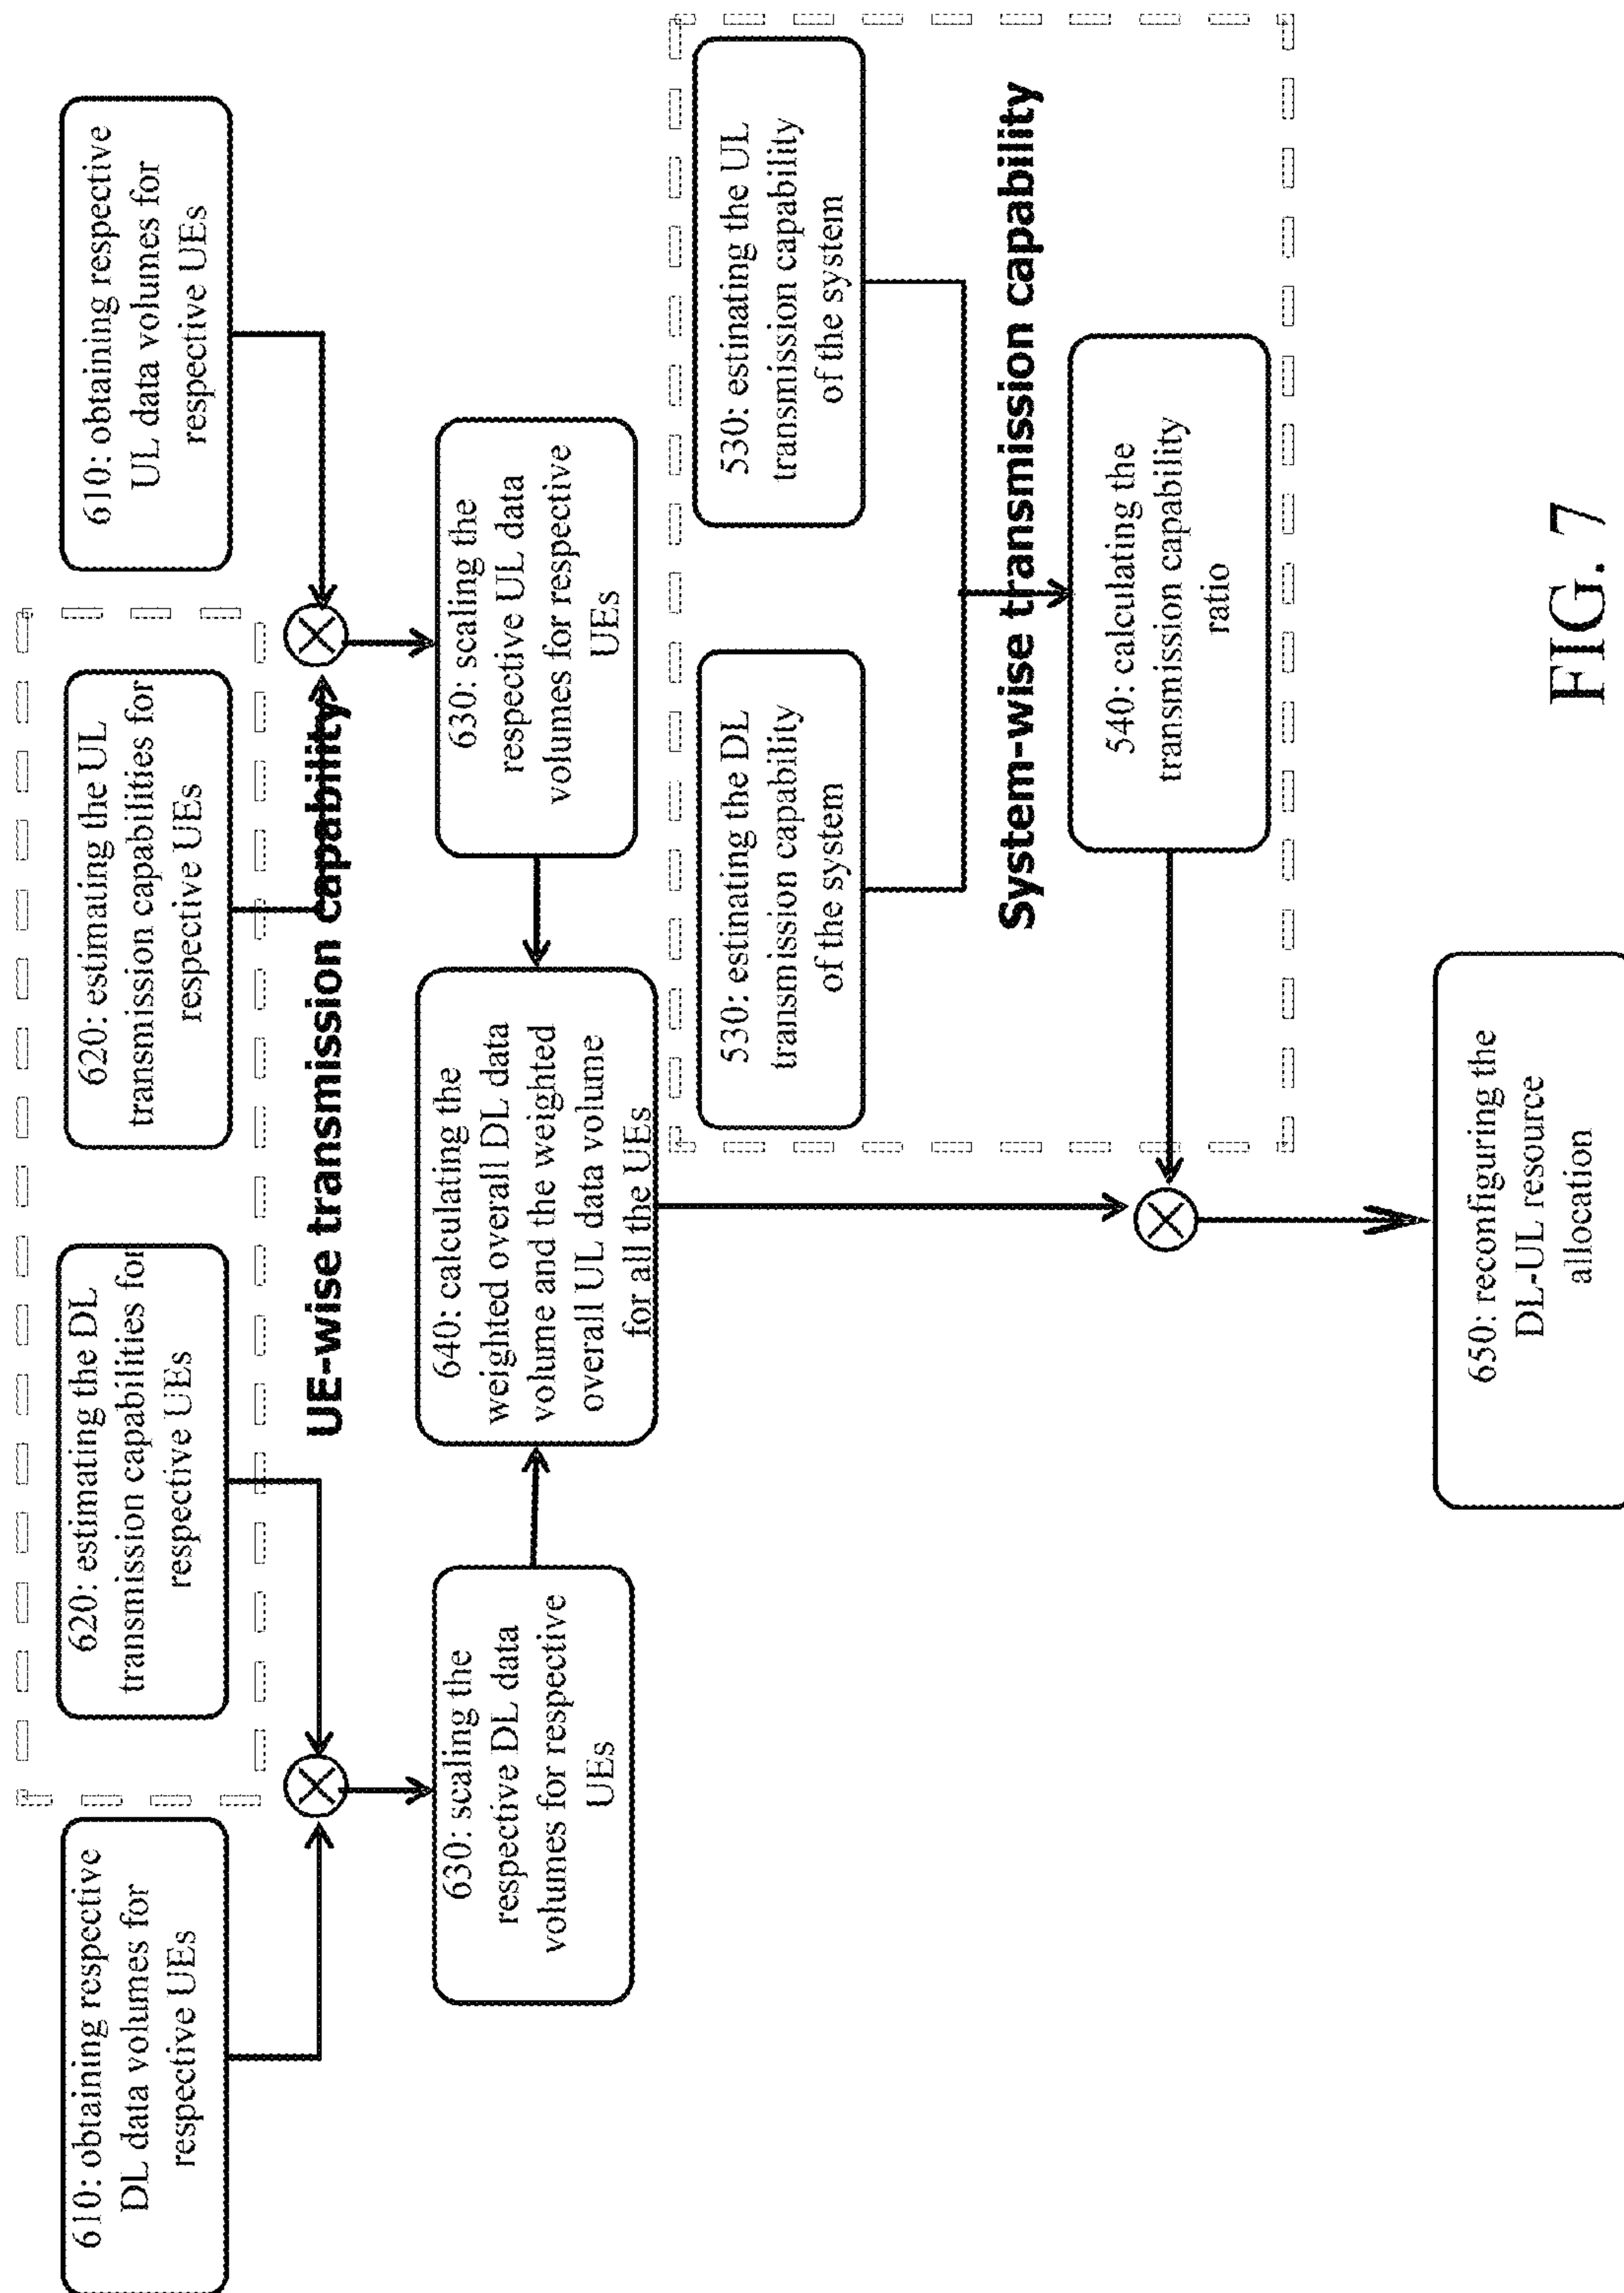 610: obtaining respective
DL data volumes for
respective UEs
620: estimating the DL
transmission capabilities for
respective UEs
620: estimating the UL
transmission capabilities for
respective UEs
610: obtaining respective
UL data volumes for
respective UEs
UE-wise transmission capability
630: scaling the
respective DL data
volumes for respective
UEs
640: calculating the
weighted overall DL data
volume and the weighted
overall UL data volume
for all the UEs
630: scaling the
respective UL data
volumes for respective
UEs
530: estinating the DL
transmission capability
of the system
530: estinating the UL
transmission capability
of the system
System-wise transmission capability
540: calculating the
transmission capability
ratio
650: reconfiguring the
DL-UL resource
allocation
FIG. 7